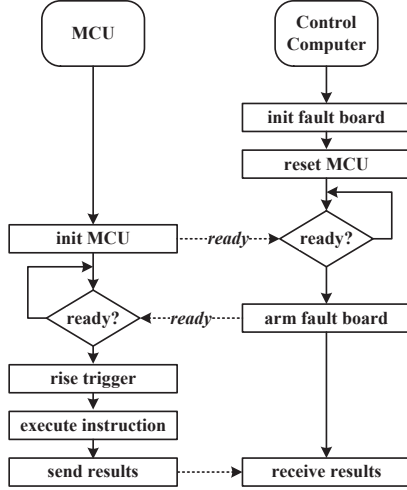 MCU
Control
Computer
init fault board
reset MCU
init MCU
ready
ready?
ready?
ready
arm fault board
rise trigger
execute instruction
send results
receive results